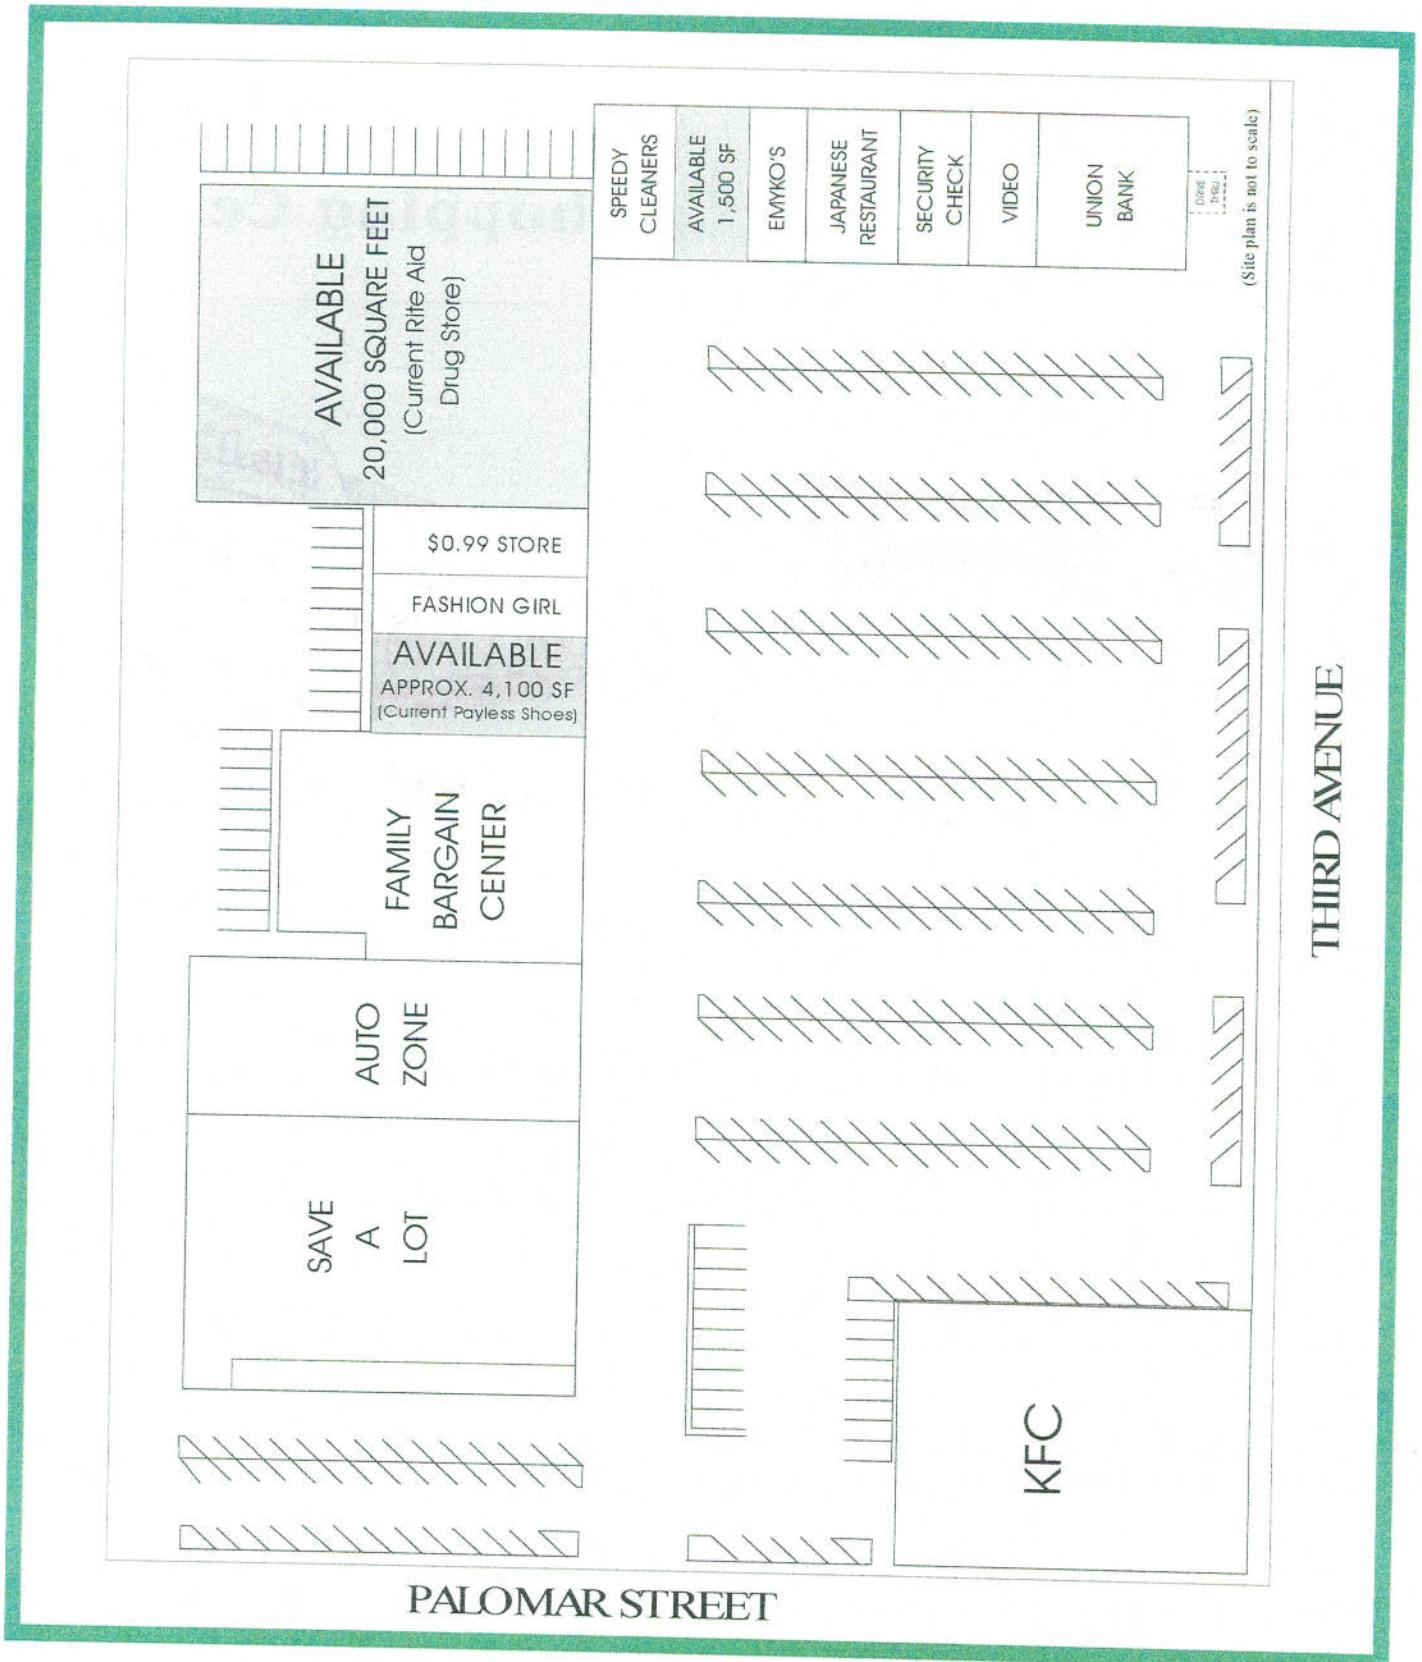 SPEEDY
CLEANERS
AVAILABLE
1,500 SF
EMYKO'S
JAPANESE
RESTAURANT
SECURITY
CHECK
VIDEO
UNION
BANK
DRIVE
THRU
(Site plan is not to scale)
AVAILABLE
20,000 SQUARE FEET
(Current Rite Aid
Drug Store)
$0.99 STORE
FASHION GIRL
AVAILABLE
APPROX. 4,100 SF
(Current Payless Shoes)
FAMILY
BARGAIN
CENTER
AUTO
ZONE
SAVE
A
LOT
KFC
THIRD AVENUE
PALOMAR STREET